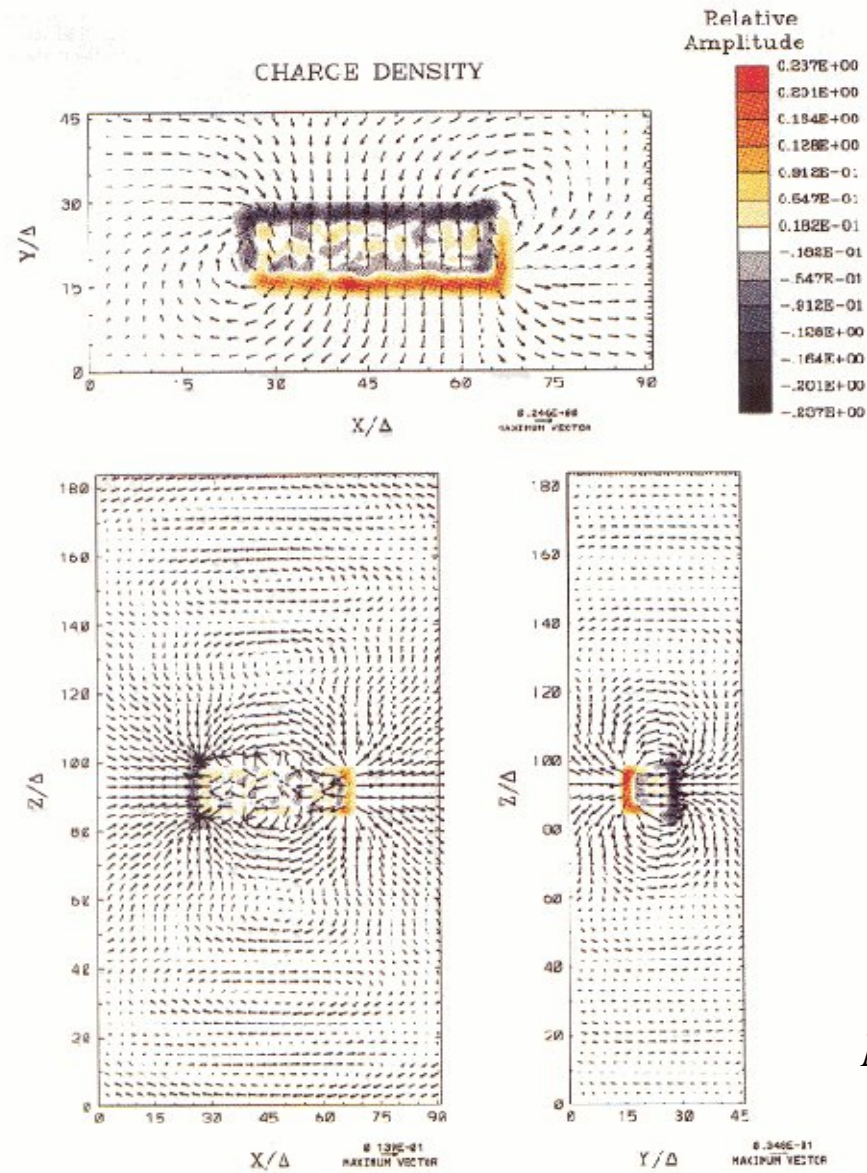 Relative
Amplitude
CHARGE DENSITY
0.237E+00
0.201E+00
0.164E+00
0.128E+00
0.912E-01
0.547E-01
0.182E-01
-.182E-01
-.547E-01
-.912E-01
-.128E+00
-.164E+00
-.201E+00
-.237E+00
45
30
15
0
Y/Δ
0 15 30 45 60 75 90
X/Δ
MAXIMUM VECTOR
180
160
140
120
100
80
60
40
20
0
Z/Δ
0 15 30 45 60 75 90
X/Δ
MAXIMUM VECTOR
180
160
140
120
100
80
60
40
20
0
Z/Δ
0 15 30 45
Y/Δ
MAXIMUM VECTOR